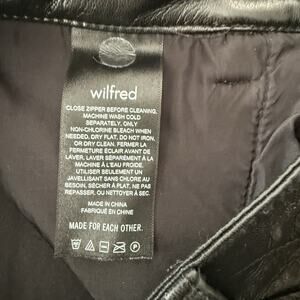 wilfred
CLOSE ZIPPER BEFORE CLEANING.
MACHINE WASH COLD
SEPARATELY, ONLY
NON-CHLORINE BLEACH WHEN
NEEDED, DRY FLAT, DO NOT IRON,
OR DRY CLEAN. FERMER LA
FERMETURE ÉCLAIR AVANT DE
LAVER, LAVER SÉPARÉMENT À LA
MACHINE À L'EAU FROIDE.
UTILISER SEULEMENT UN
JAVELLISANT SANS CHLORE AU
BESOIN, SÉCHER À PLAT, NE PAS
REPASSER, OU NETTOYER À SEC.
MADE IN CHINA
FABRIQUÉ EN CHINE
MADE FOR EACH OTHER.